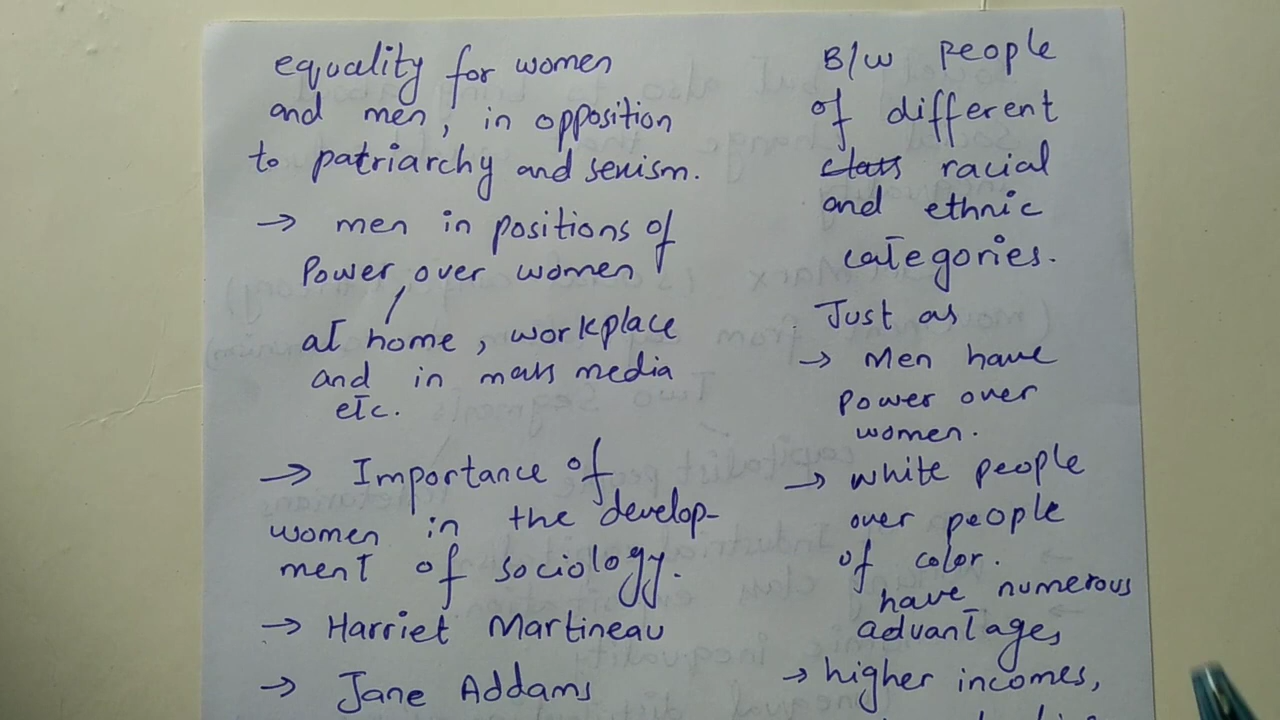 equality for women
and men, in opposition
to patriarchy and sexism.
→ men in positions of
Power over women
at home, workplace
and in mass media
etc.
→ Importance of
women in the develop-
ment of sociology.
→ Harriet Martineau
→ Jane Addams
B/w people
of different
class racial
and ethnic
categories.
Just as
→ Men have
power over
women.
→ white people
over people
of color.
have numerous
advantages
→ higher incomes,